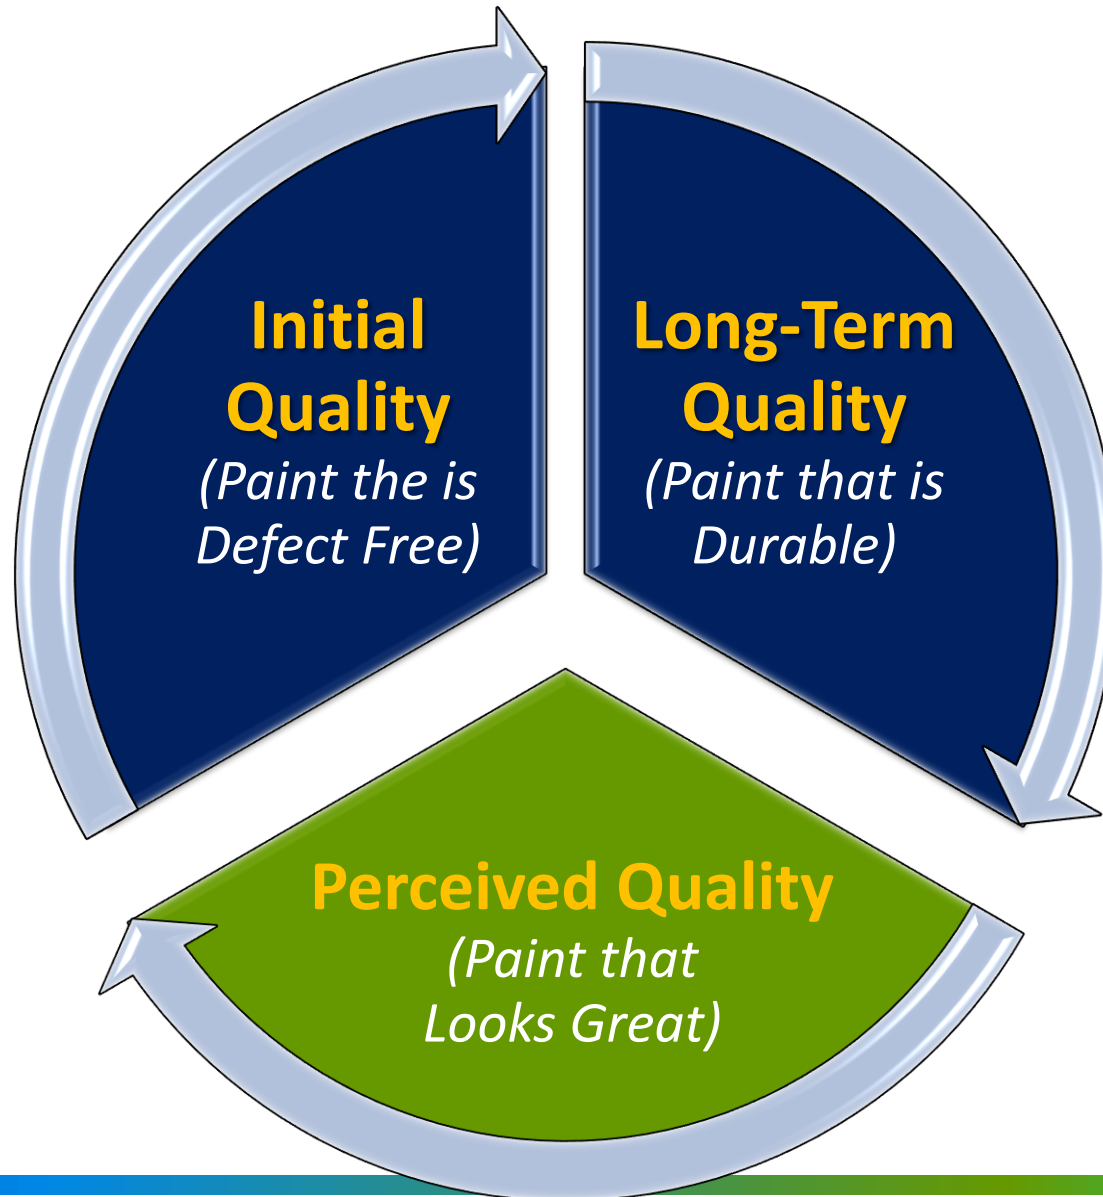 Initial
Quality
(Paint the is
Defect Free)
Long-Term
Quality
(Paint that is
Durable)
Perceived Quality
(Paint that
Looks Great)